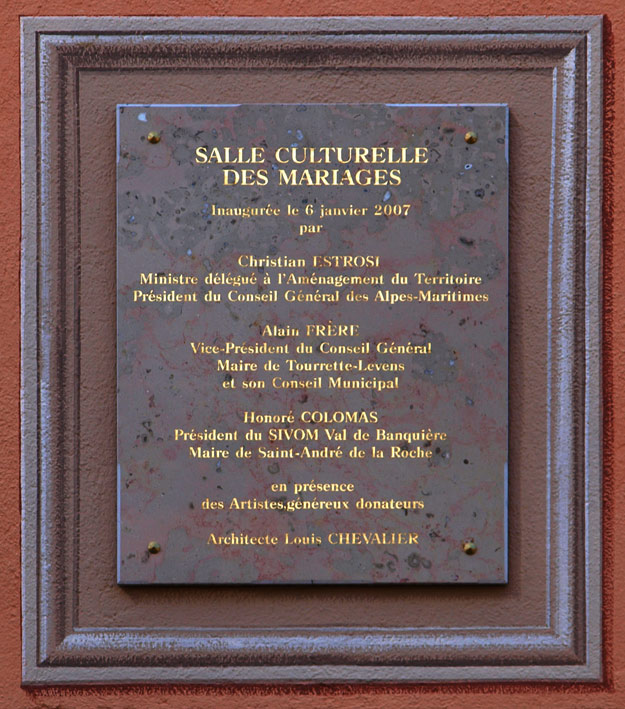 SALLE CULTURELLE
DES MARIAGES
Inaugurée le 6 janvier 2007
par
Christian ESTROSI
Ministre délégué à l'Aménagement du Territoire
Président du Conseil Général des Alpes-Maritimes
Alain FRÈRE
Vice-Président du Conseil Général
Maire de Tourrette-Levens
et son Conseil Municipal
Honoré COLOMAS
Président du SIVOM Val de Banquière
Maire de Saint-André de la Roche
en présence
des Artistes,généreux donateurs
Architecte Louis CHEVALIER